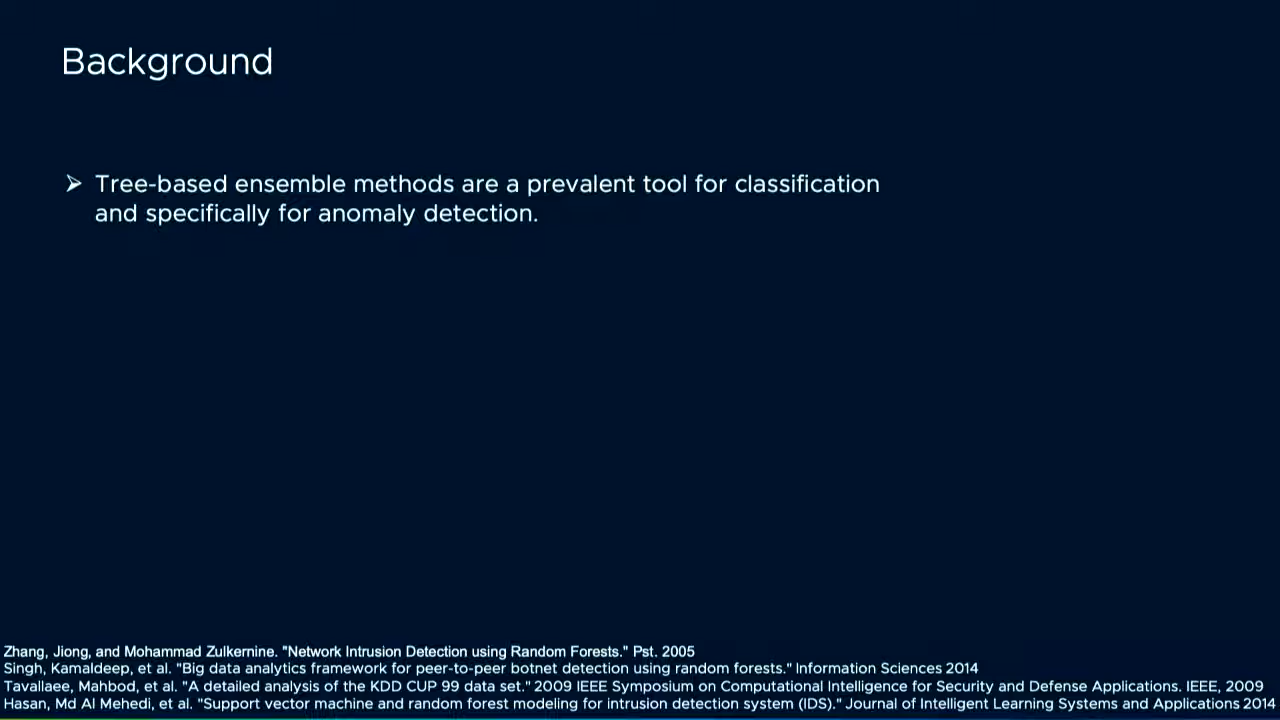 Background
Tree-based ensemble methods are a prevalent tool for classification
and specifically for anomaly detection.
Zhang, Jiong, and Mohammad Zulkernine. "Network Intrusion Detection using Random Forests." Pst. 2005
Singh, Kamaldeep, et al. "Big data analytics framework for peer-to-peer botnet detection using random forests." Information Sciences 2014
Tavallaee, Mahbod, et al. "A detailed analysis of the KDD CUP 99 data set." 2009 IEEE Symposium on Computational Intelligence for Security and Defense Applications. IEEE, 2009
Hasan, Md Al Mehedi, et al. "Support vector machine and random forest modeling for intrusion detection system (IDS)." Journal of Intelligent Learning Systems and Applications 2014